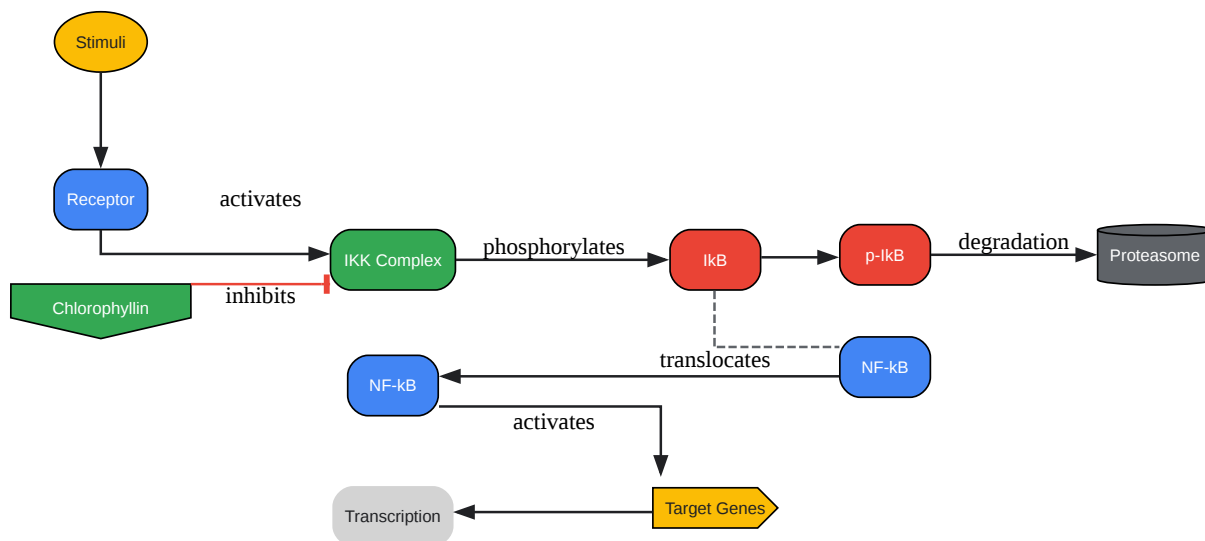 Stimuli
Receptor
activates
IKK Complex
phosphorylates
IkB
p-IkB
degradation
Proteasome
Chlorophyllin
inhibits
NF-kB
translocates
NF-kB
activates
Transcription
Target Genes